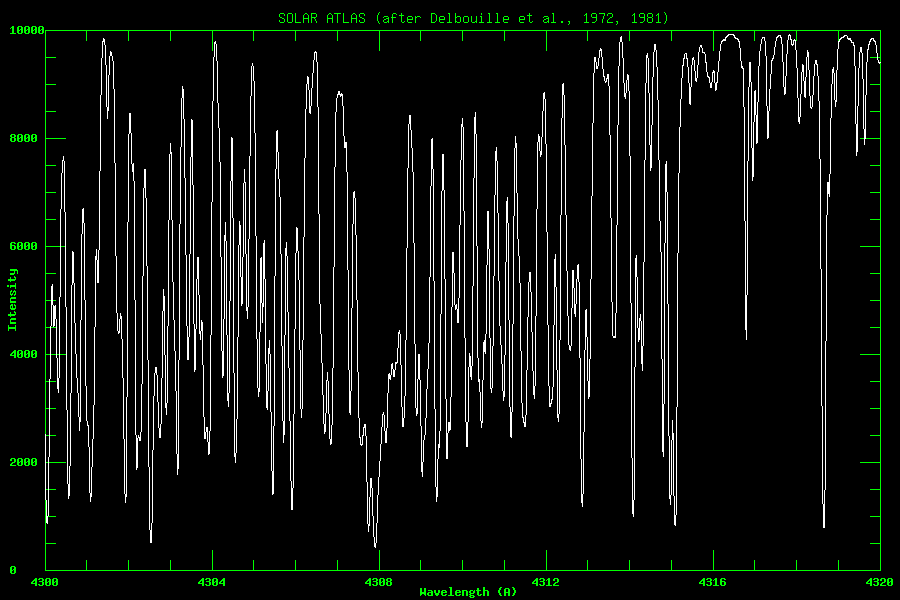 SOLAR ATLAS (after Delbouille et al., 1972, 1981)
10000
8000
6000
Intensity
4000
2000
0
4300 4304 4308 4312 4316 4320
Wavelength (A)